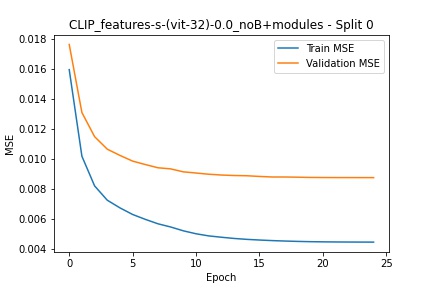 CLIP_features-s-(vit-32)-0.0_noB+modules - Split 0
Train MSE
Validation MSE
MSE
0.018
0.016
0.014
0.012
0.010
0.008
0.006
0.004
0 5 10 15 20 25
Epoch